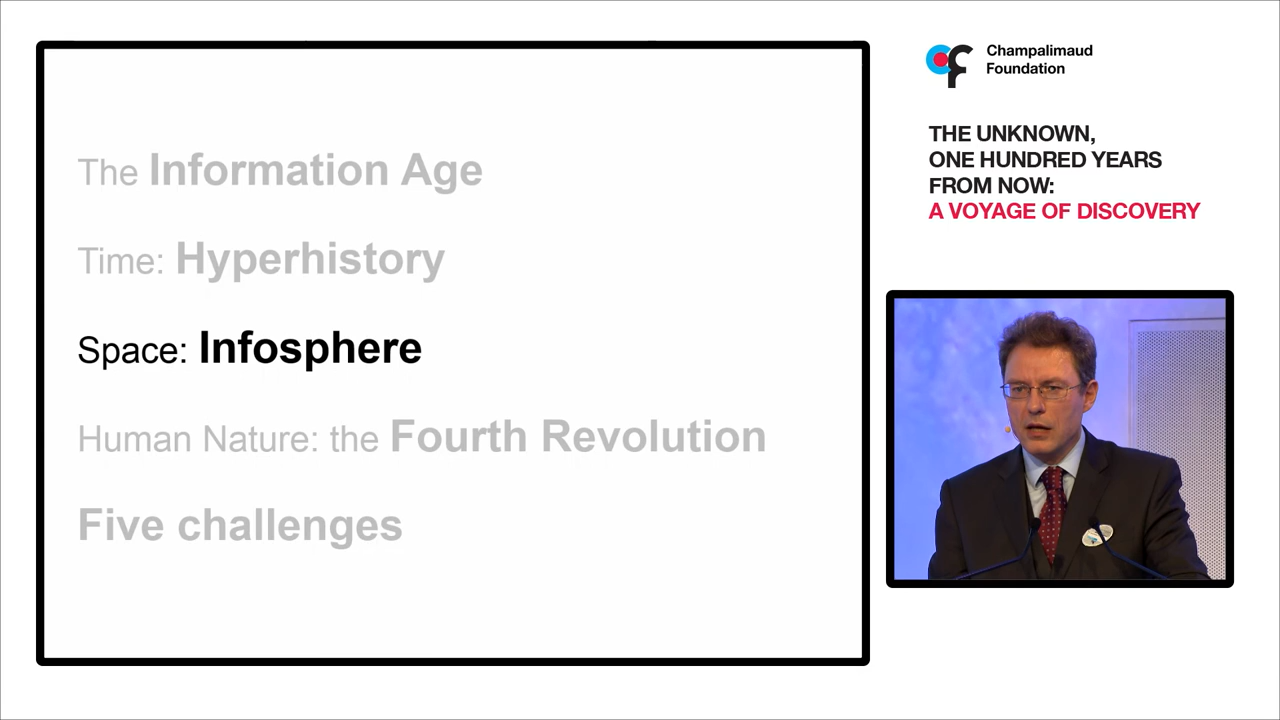 The Information Age
Time: Hyperhistory
Space: Infosphere
Human Nature: the Fourth Revolution
Five challenges
Champalimaud
Foundation
THE UNKNOWN,
ONE HUNDRED YEARS
FROM NOW:
A VOYAGE OF DISCOVERY